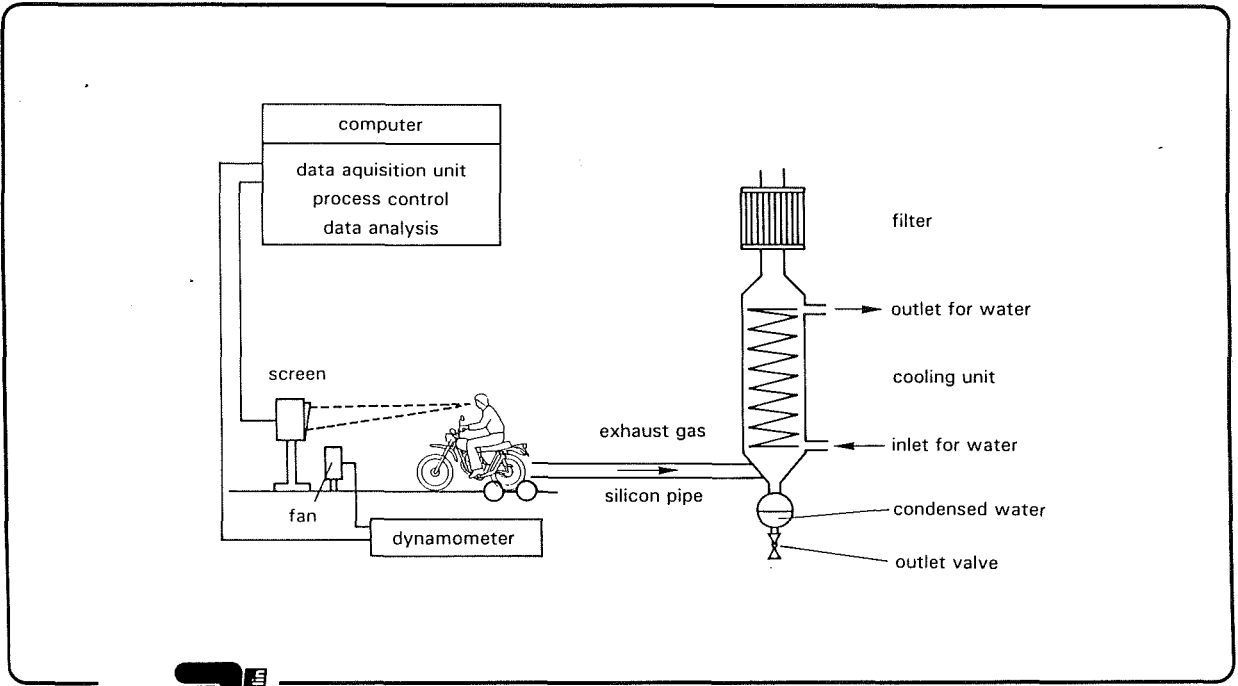 computer
data aquisition unit
process control
data analysis
filter
outlet for water
screen
cooling unit
exhaust gas
inlet for water
silicon pipe
fan
condensed water
dynamometer
outlet valve